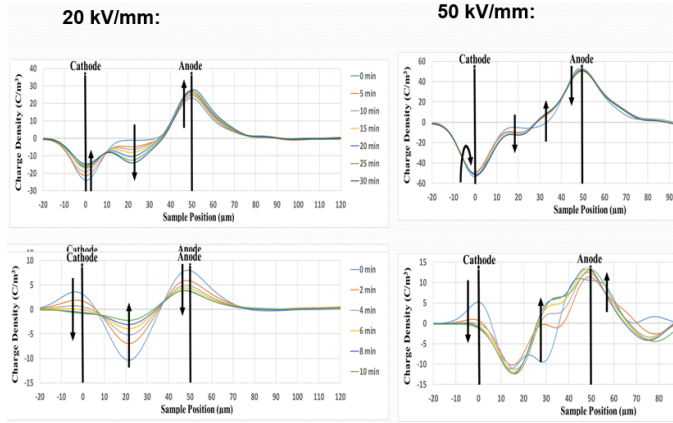 20 kV/mm:
50 kV/mm:
Cathode
Anode
Charge Density (C/m³)
40
30
20
10
0
-10
-20
-30
-20 -10 0 10 20 30 40 50 60 70 80 90 100 110 120
Sample Position (µm)
0 min
5 min
10 min
15 min
20 min
25 min
30 min
Cathode
Anode
Charge Density (C/m³)
60
40
20
0
-20
-40
-60
-20 -10 0 10 20 30 40 50 60 70 80 90
Sample Position (µm)
Cathode
Anode
Cathode
Anode
Charge Density (C/m³)
10
10
5
0
-5
-10
-15
-20 -10 0 10 20 30 40 50 60 70 80 90 100 110 120
Sample Position (µm)
0 min
2 min
4 min
6 min
8 min
10 min
Cathode
Anode
Charge Density (C/m³)
15
10
5
0
-5
-10
-15
-20 -10 0 10 20 30 40 50 60 70 80
Sample Position (µm)